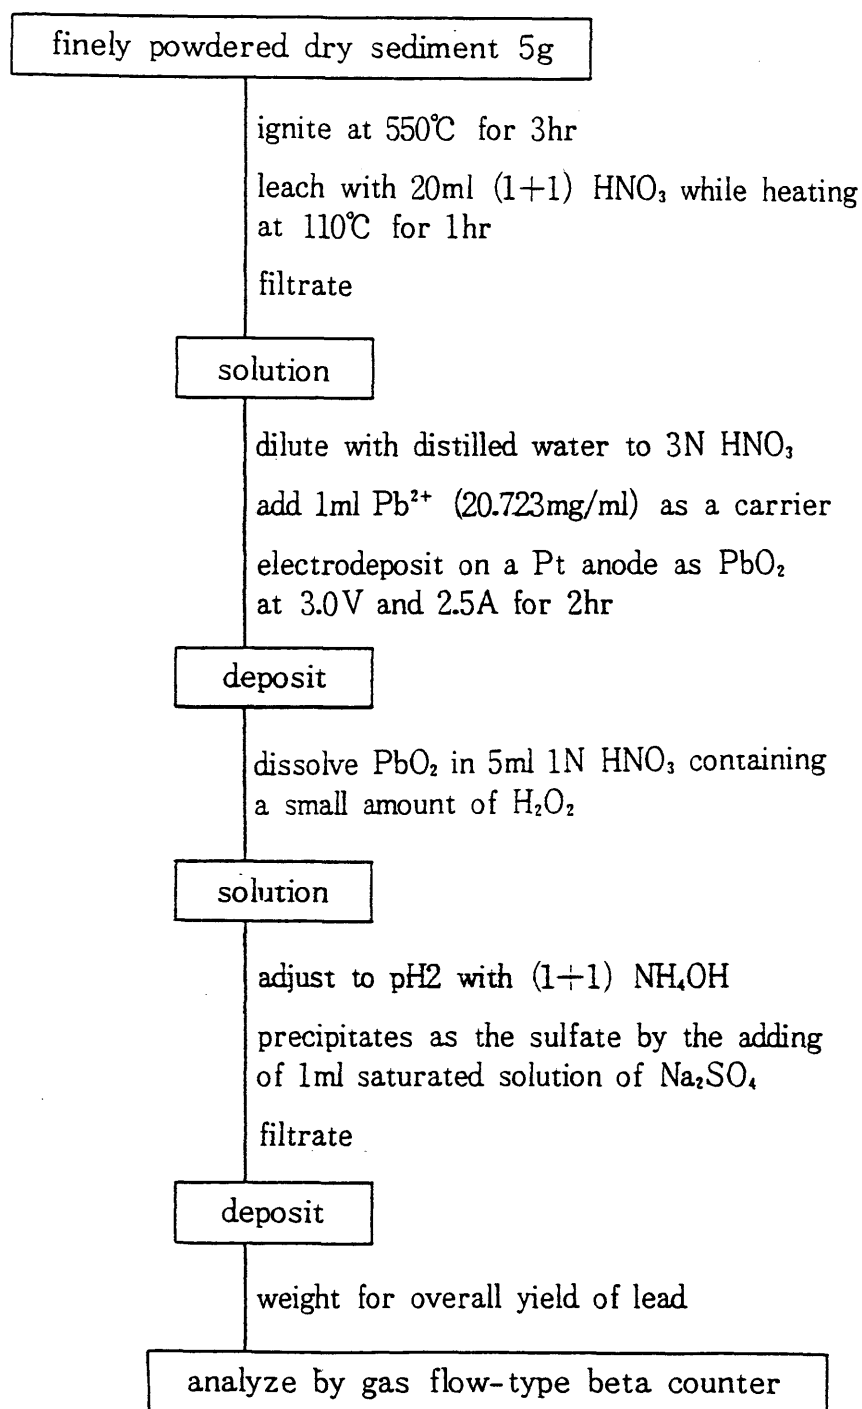 finely powdered dry sediment 5g
ignite at 550℃ for 3hr
leach with 20ml (1+1) HNO₃ while heating
at 110℃ for 1hr
filtrate
solution
dilute with distilled water to 3N HNO₃
add 1ml Pb²⁺ (20.723mg/ml) as a carrier
electrodeposit on a Pt anode as PbO₂
at 3.0V and 2.5A for 2hr
deposit
dissolve PbO₂ in 5ml 1N HNO₃ containing
a small amount of H₂O₂
solution
adjust to pH2 with (1+1) NH₄OH
precipitates as the sulfate by the adding
of 1ml saturated solution of Na₂SO₄
filtrate
deposit
weight for overall yield of lead
analyze by gas flow-type beta counter